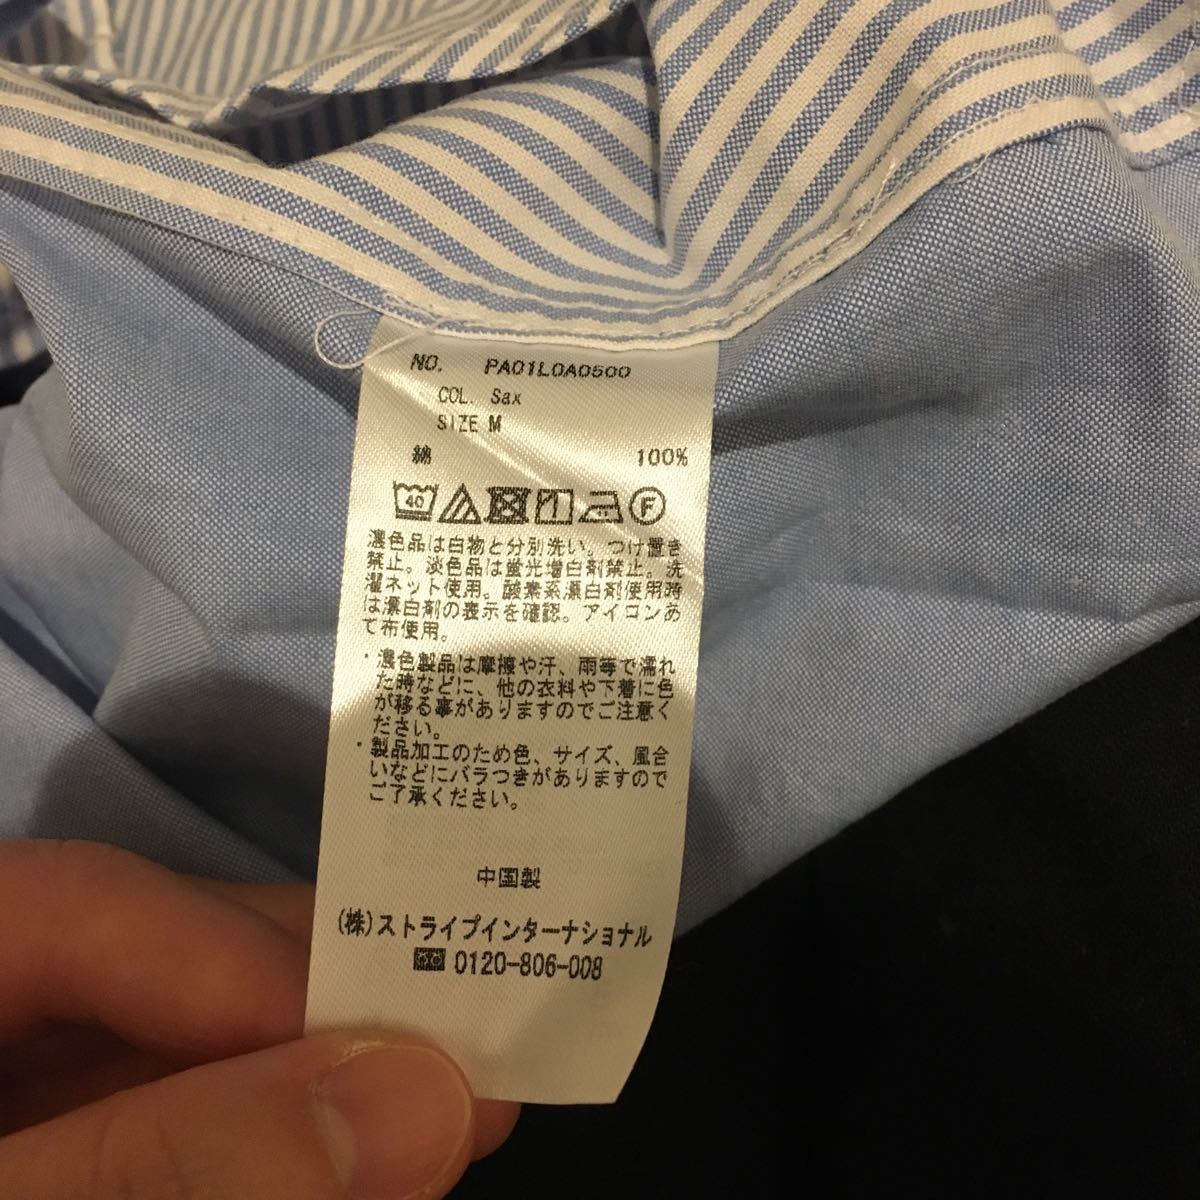 NO. PA01L0A0500
COL. Sax
SIZE M
綿 100%
40 F
濃色品は白物と分別洗い。つけ置き
禁止。淡色品は蛍光増白剤禁止。洗
濯ネット使用。酸素系漂白剤使用時
は漂白剤の表示を確認。アイロンあ
て布使用。
・濃色製品は摩擦や汗、雨等で濡れ
た時などに、他の衣料や下着に色
が移る事がありますのでご注意く
ださい。
・製品加工のため色、サイズ、風合
いなどにバラつきがありますので
ご了承ください。
中国製
(株)ストライプインターナショナル
0120-806-008